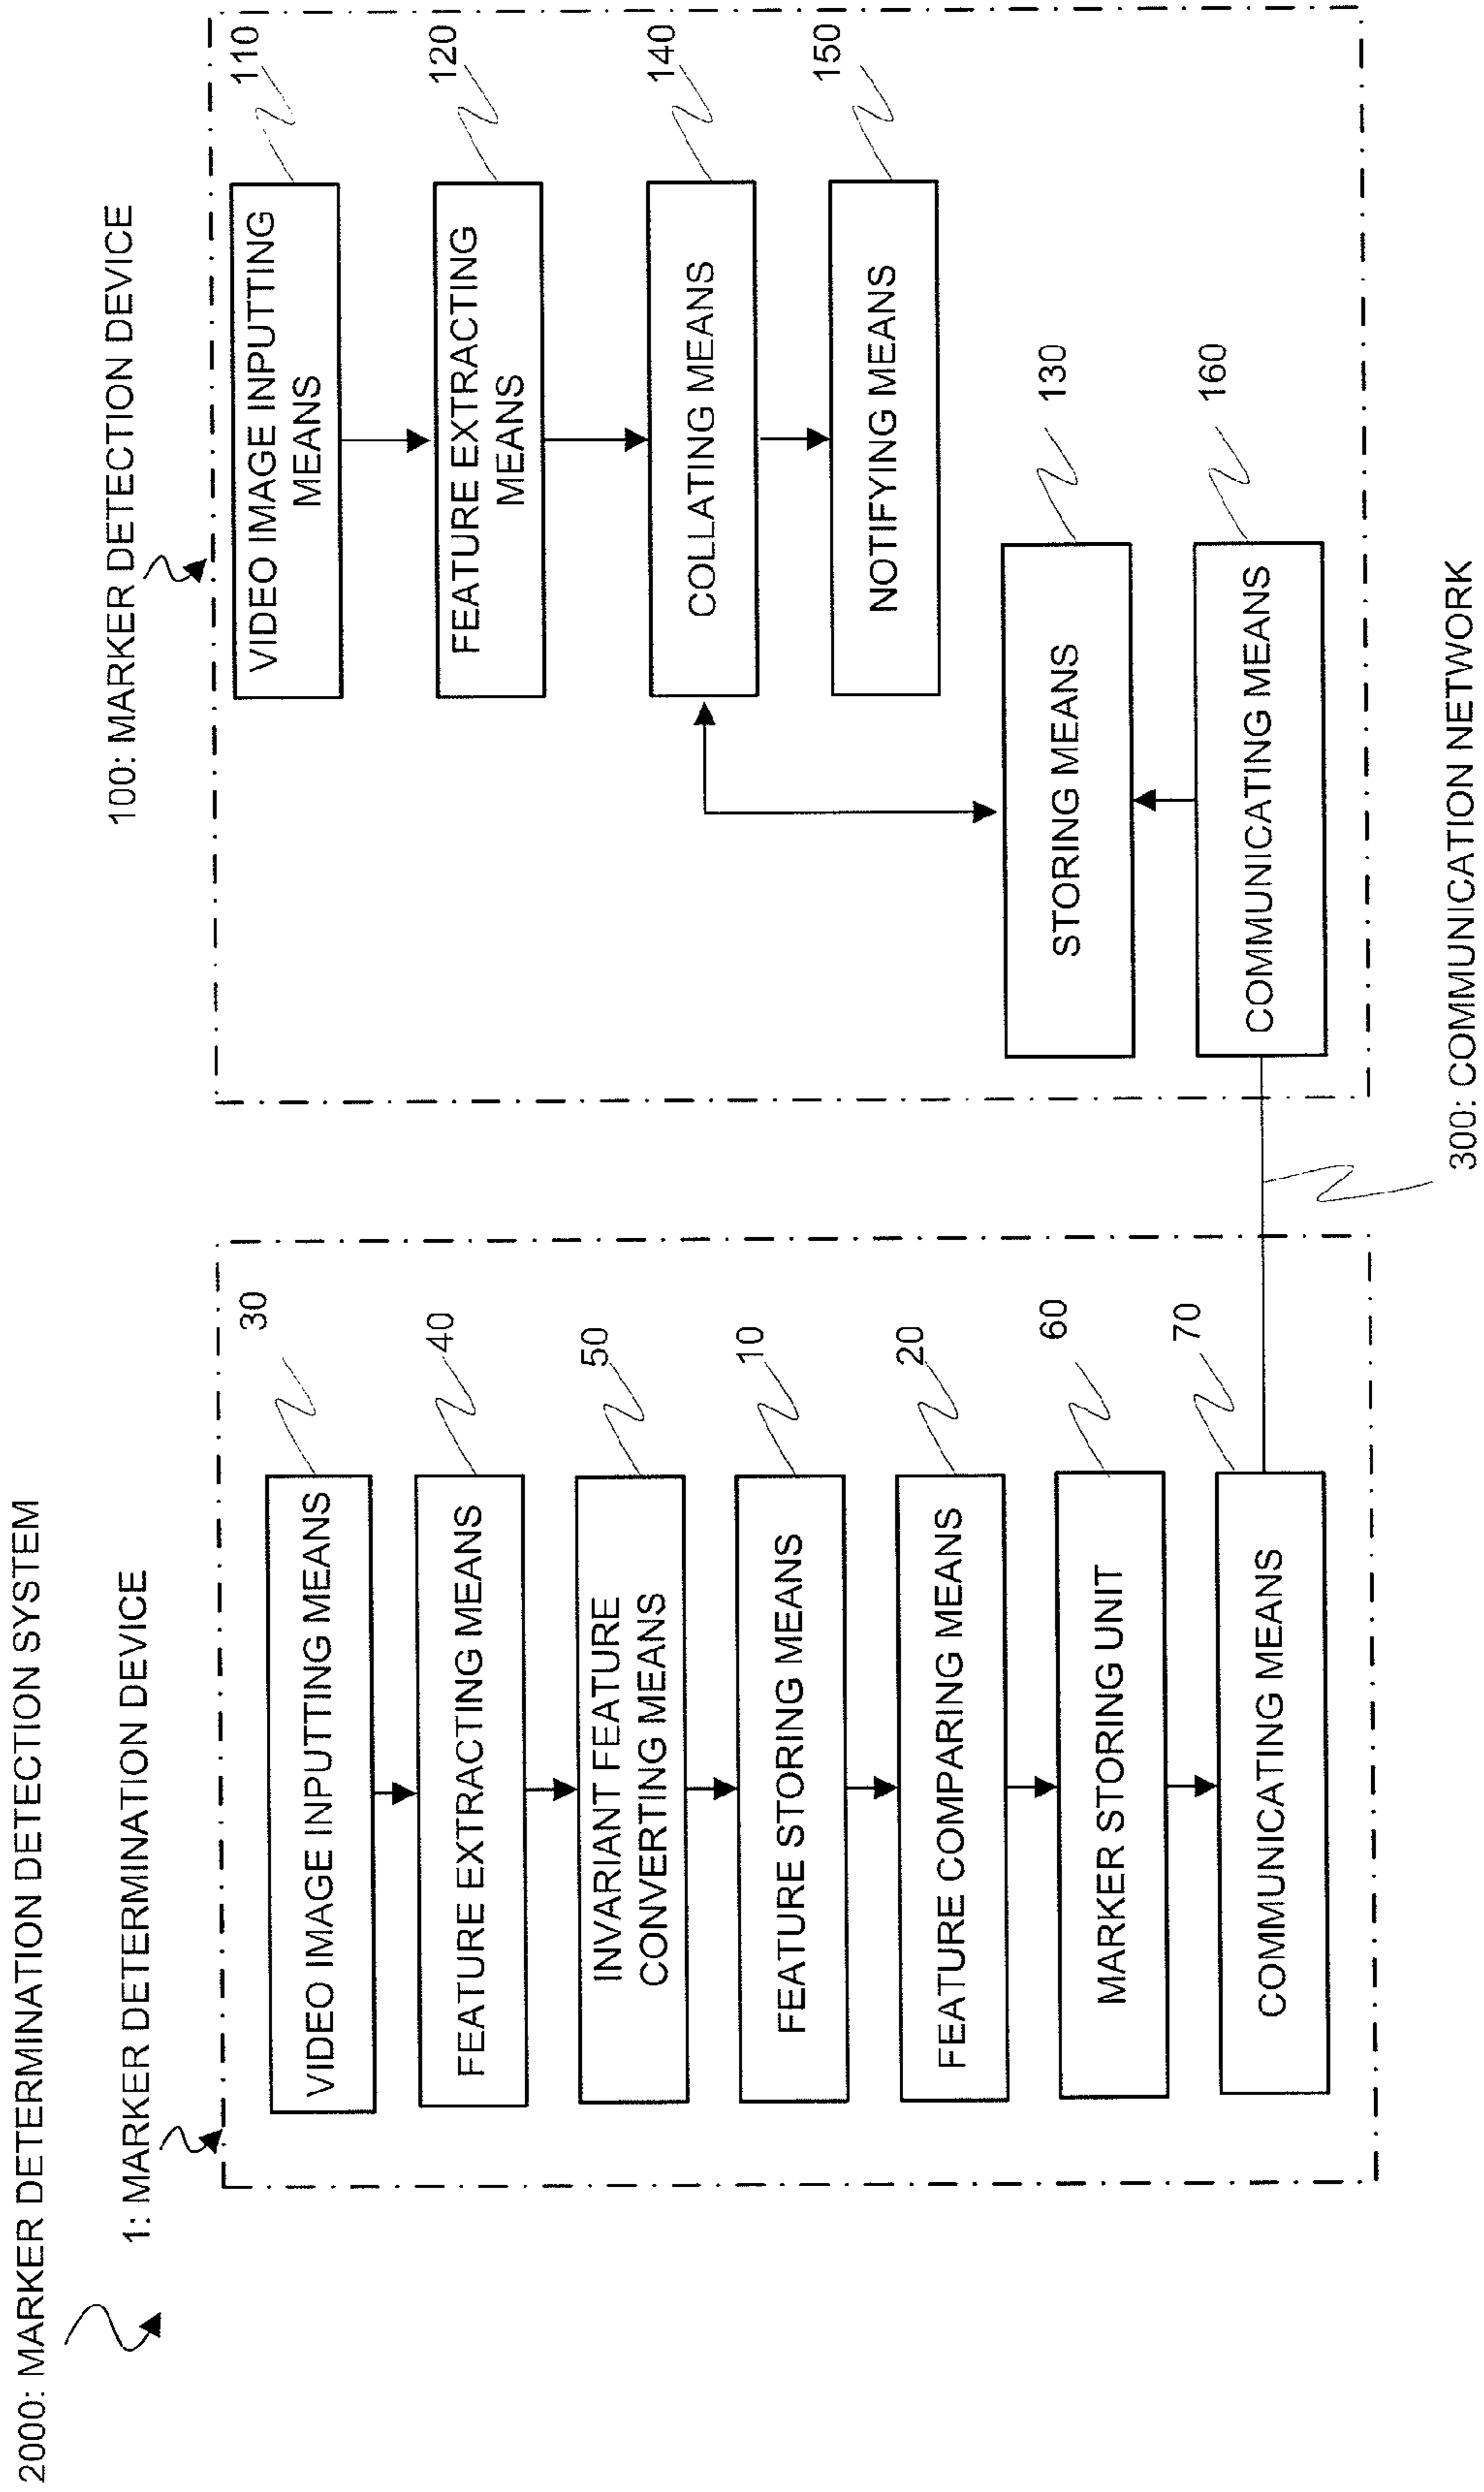 2000: MARKER DETERMINATION DETECTION SYSTEM
1: MARKER DETERMINATION DEVICE
VIDEO IMAGE INPUTTING MEANS
30
FEATURE EXTRACTING MEANS
40
INVARIANT FEATURE
CONVERTING MEANS
50
FEATURE STORING MEANS
10
FEATURE COMPARING MEANS
20
MARKER STORING UNIT
60
COMMUNICATING MEANS
70
100: MARKER DETECTION DEVICE
VIDEO IMAGE INPUTTING
MEANS
110
FEATURE EXTRACTING
MEANS
120
COLLATING MEANS
140
NOTIFYING MEANS
150
STORING MEANS
130
COMMUNICATING MEANS
160
300: COMMUNICATION NETWORK